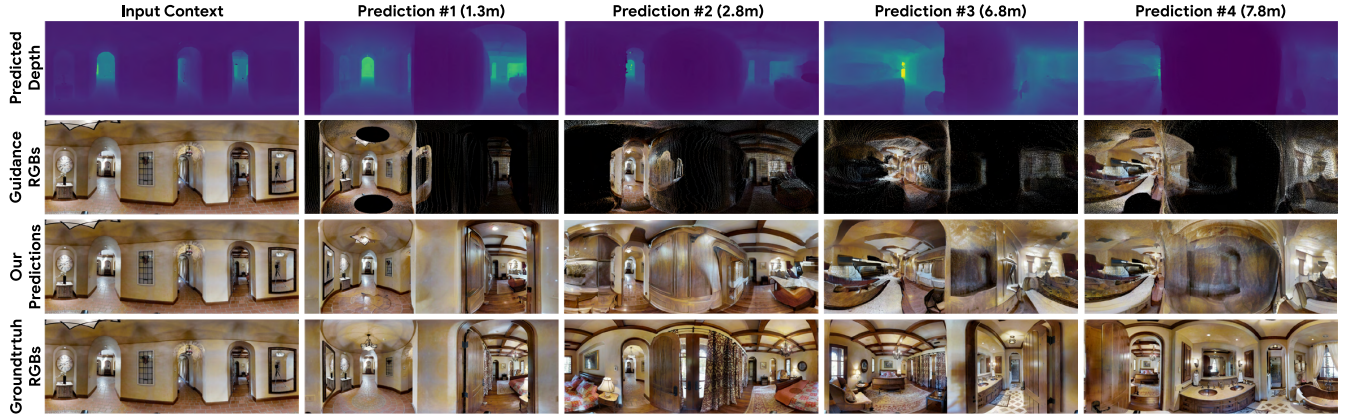 Input Context
Prediction #1 (1.3m)
Prediction #2 (2.8m)
Prediction #3 (6.8m)
Prediction #4 (7.8m)
Predicted
Depth
Guidance
RGBs
Our
Predictions
Groundtrtuh
RGBs